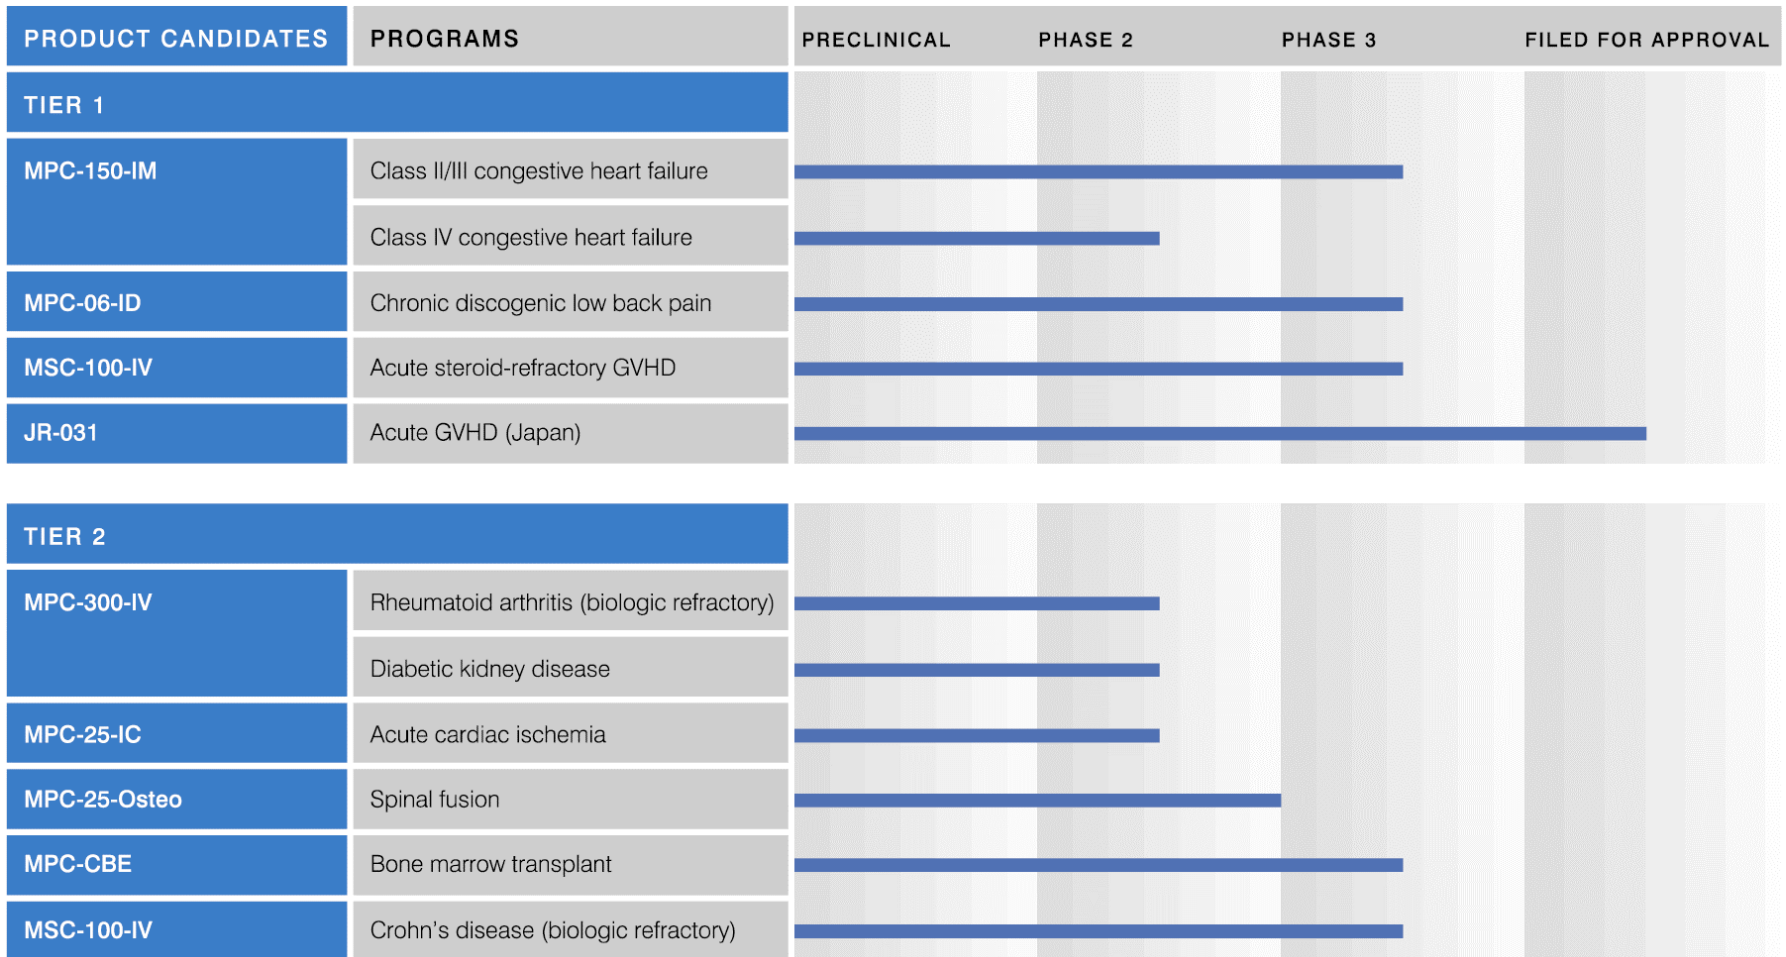 PRODUCT CANDIDATES PROGRAMS PRECLINICAL PHASE 2 PHASE 3 FILED FOR APPROVAL
TIER 1
MPC-150-IM Class II/III congestive heart failure
Class IV congestive heart failure
MPC-06-ID Chronic discogenic low back pain
MSC-100-IV Acute steroid-refractory GVHD
JR-031 Acute GVHD (Japan)
TIER 2
MPC-300-IV Rheumatoid arthritis (biologic refractory)
Diabetic kidney disease
MPC-25-IC Acute cardiac ischemia
MPC-25-Osteo Spinal fusion
MPC-CBE Bone marrow transplant
MSC-100-IV Crohn’s disease (biologic refractory)